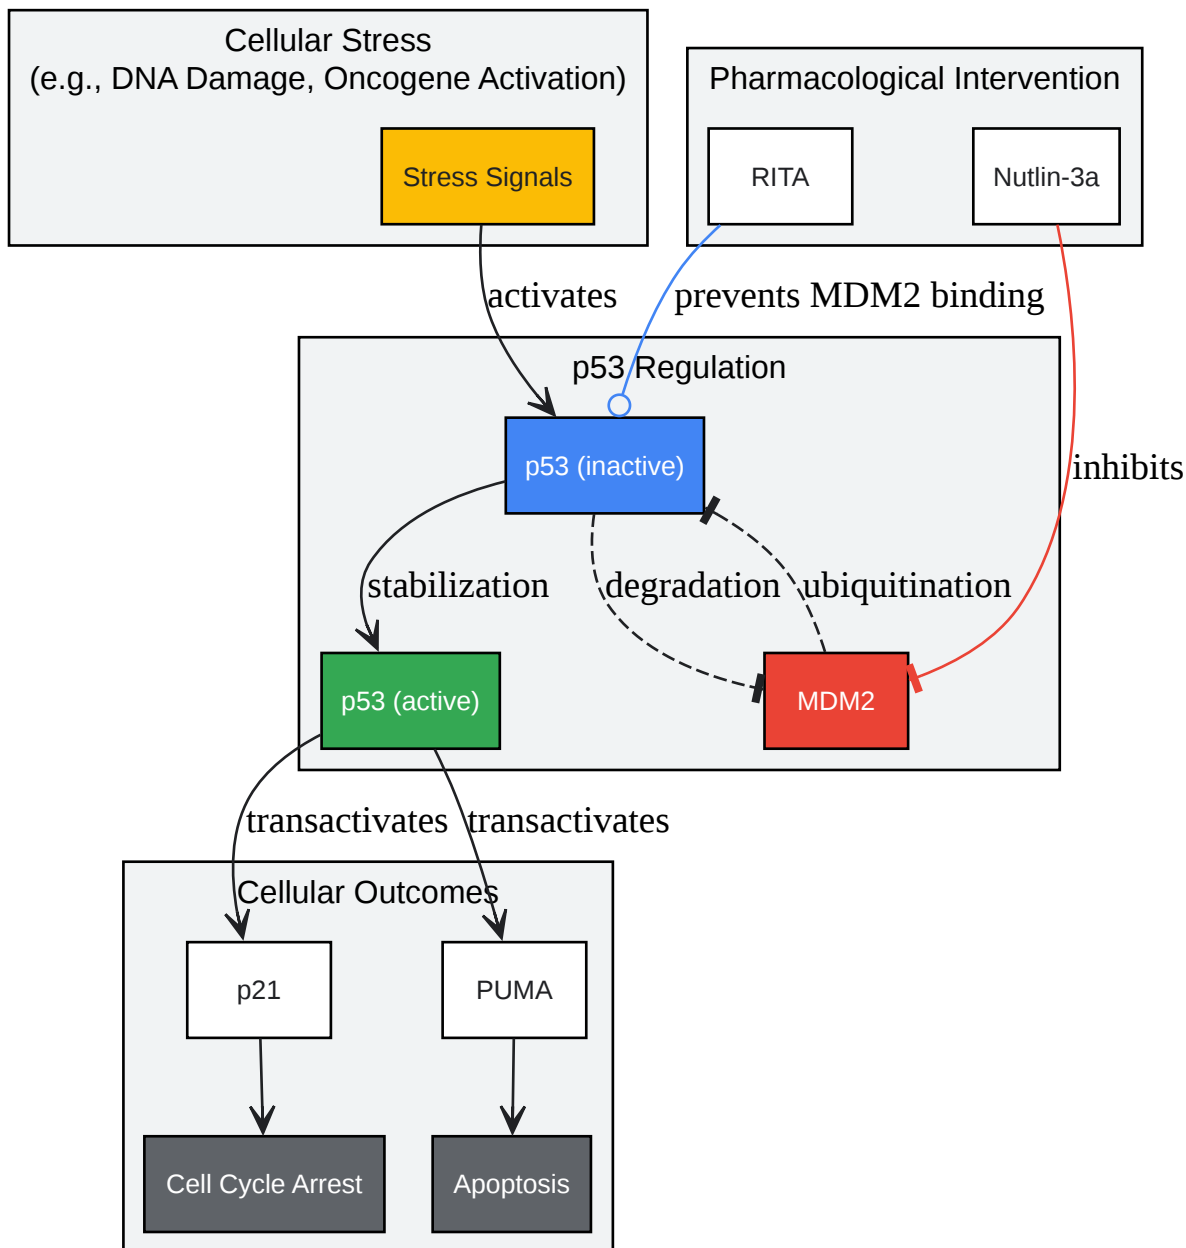 Cellular Stress
(e.g., DNA Damage, Oncogene Activation)
Pharmacological Intervention
Stress Signals
RITA
Nutlin-3a
activates
prevents MDM2 binding
p53 Regulation
p53 (inactive)
inhibits
stabilization
degradation
ubiquitination
p53 (active)
MDM2
transactivates
transactivates
Cellular Outcomes
p21
PUMA
Cell Cycle Arrest
Apoptosis